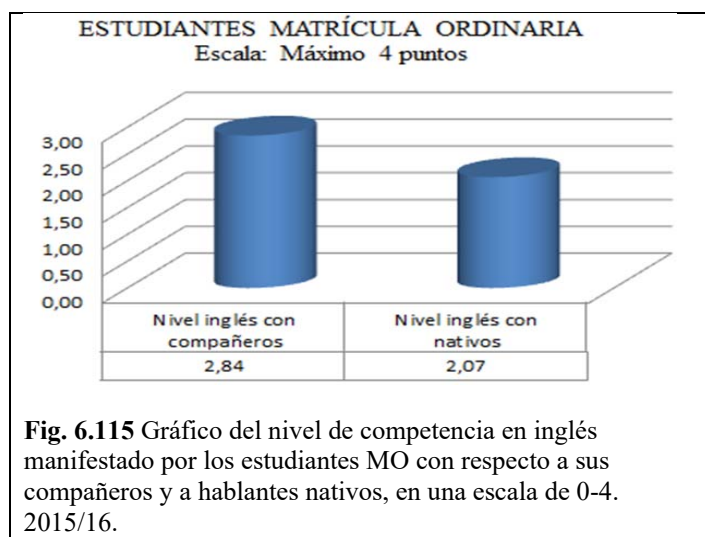 ESTUDIANTES MATRÍCULA ORDINARIA
Escala: Máximo 4 puntos
3,00
2,50
2,00
1,50
1,00
0,50
0,00
Nivel inglés con compañeros
Nivel inglés con nativos
2,84
2,07
Fig. 6.115 Gráfico del nivel de competencia en inglés
manifestado por los estudiantes MO con respecto a sus
compañeros y a hablantes nativos, en una escala de 0-4.
2015/16.